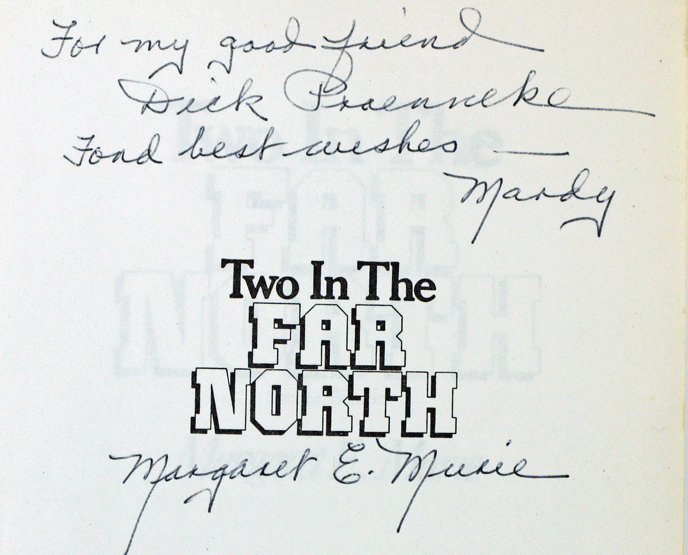 For my good friend
Dick Proenneke
Fond best wishes —
Mardy
Two In The
FAR
NORTH
Margaret E. Murie